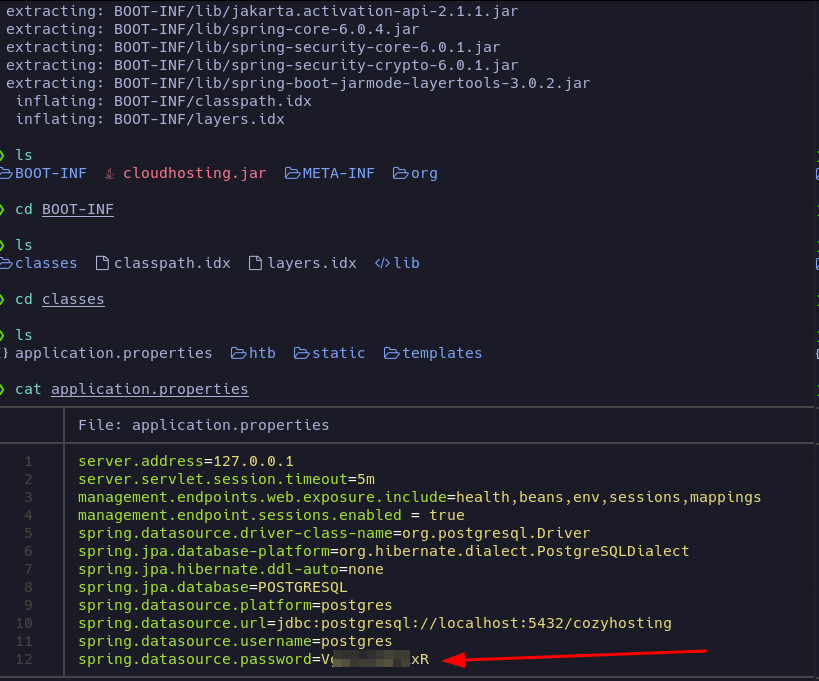 extracting: BOOT-INF/lib/jakarta.activation-api-2.1.1.jar
extracting: BOOT-INF/lib/spring-core-6.0.4.jar
extracting: BOOT-INF/lib/spring-security-core-6.0.1.jar
extracting: BOOT-INF/lib/spring-security-crypto-6.0.1.jar
extracting: BOOT-INF/lib/spring-boot-jarmode-layertools-3.0.2.jar
inflating: BOOT-INF/classpath.idx
inflating: BOOT-INF/layers.idx
❯ ls
BOOT-INF cloudhosting.jar META-INF org
❯ cd BOOT-INF
❯ ls
classes classpath.idx layers.idx </> lib
❯ cd classes
❯ ls
application.properties htb static templates
❯ cat application.properties
File: application.properties
1 server.address=127.0.0.1
2 server.servlet.session.timeout=5m
3 management.endpoints.web.exposure.include=health,beans,env,sessions,mappings
4 management.endpoint.sessions.enabled = true
5 spring.datasource.driver-class-name=org.postgresql.Driver
6 spring.jpa.database-platform=org.hibernate.dialect.PostgreSQLDialect
7 spring.jpa.hibernate.ddl-auto=none
8 spring.jpa.database=POSTGRESQL
9 spring.datasource.platform=postgres
10 spring.datasource.url=jdbc:postgresql://localhost:5432/cozyhosting
11 spring.datasource.username=postgres
12 spring.datasource.password=V xR